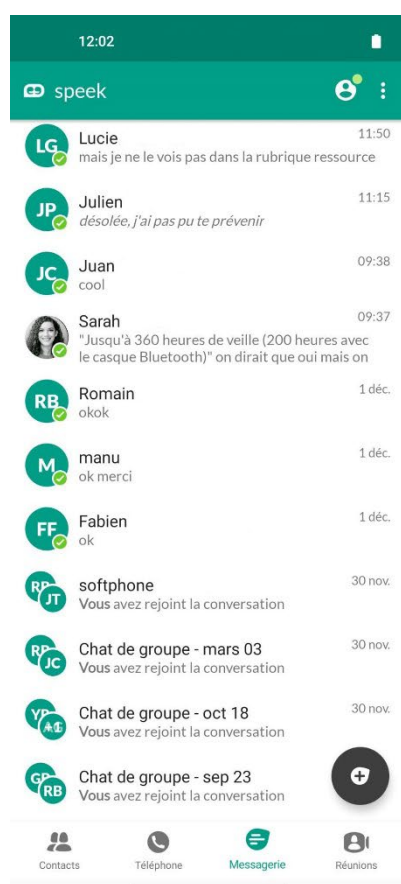 12:02
speek
LG
Lucie
11:50
mais je ne le vois pas dans la rubrique ressource
JP
Julien
11:15
désolée, j'ai pas pu te prévenir
JC
Juan
09:38
cool
Sarah
09:37
"Jusqu'à 360 heures de veille (200 heures avec
le casque Bluetooth)" on dirait que oui mais on
RB
Romain
1 déc.
okok
M
manu
1 déc.
ok merci
FF
Fabien
1 déc.
ok
JT
softphone
30 nov.
Vous avez rejoint la conversation
JC
Chat de groupe - mars 03
30 nov.
Vous avez rejoint la conversation
Chat de groupe - oct 18
30 nov.
Vous avez rejoint la conversation
RB
Chat de groupe - sep 23
Vous avez rejoint la conversation
Contacts
Téléphone
Messagerie
Réunions